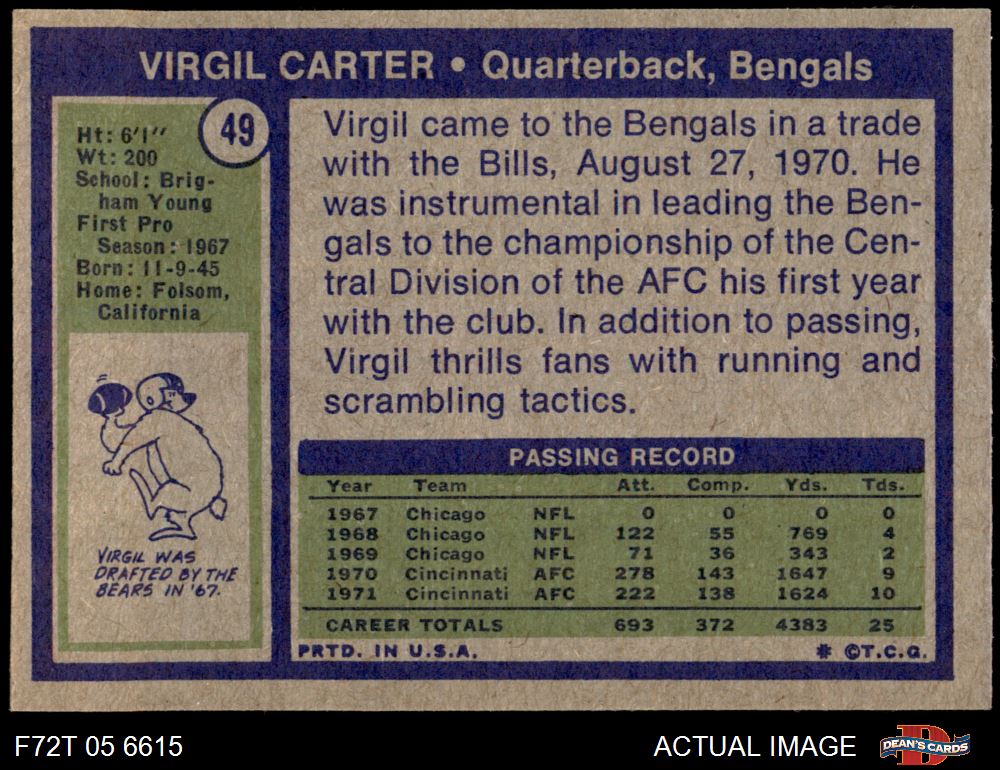 VIRGIL CARTER • Quarterback, Bengals
49
Ht: 6'1"
Wt: 200
School: Brig-
ham Young
First Pro
Season: 1967
Born: 11-9-45
Home: Folsom,
California
VIRGIL WAS
DRAFTED BY THE
BEARS IN '67.
Virgil came to the Bengals in a trade
with the Bills, August 27, 1970. He
was instrumental in leading the Ben-
gals to the championship of the Cen-
tral Division of the AFC his first year
with the club. In addition to passing,
Virgil thrills fans with running and
scrambling tactics.
PASSING RECORD
Year Team Att. Comp. Yds. Tds.
1967 Chicago NFL 0 0 0 0
1968 Chicago NFL 122 55 769 4
1969 Chicago NFL 71 36 343 2
1970 Cincinnati AFC 278 143 1647 9
1971 Cincinnati AFC 222 138 1624 10
CAREER TOTALS 693 372 4383 25
PRTD. IN U.S.A. * ©T.C.G.
F72T 05 6615 ACTUAL IMAGE D DEAN'S CARDS